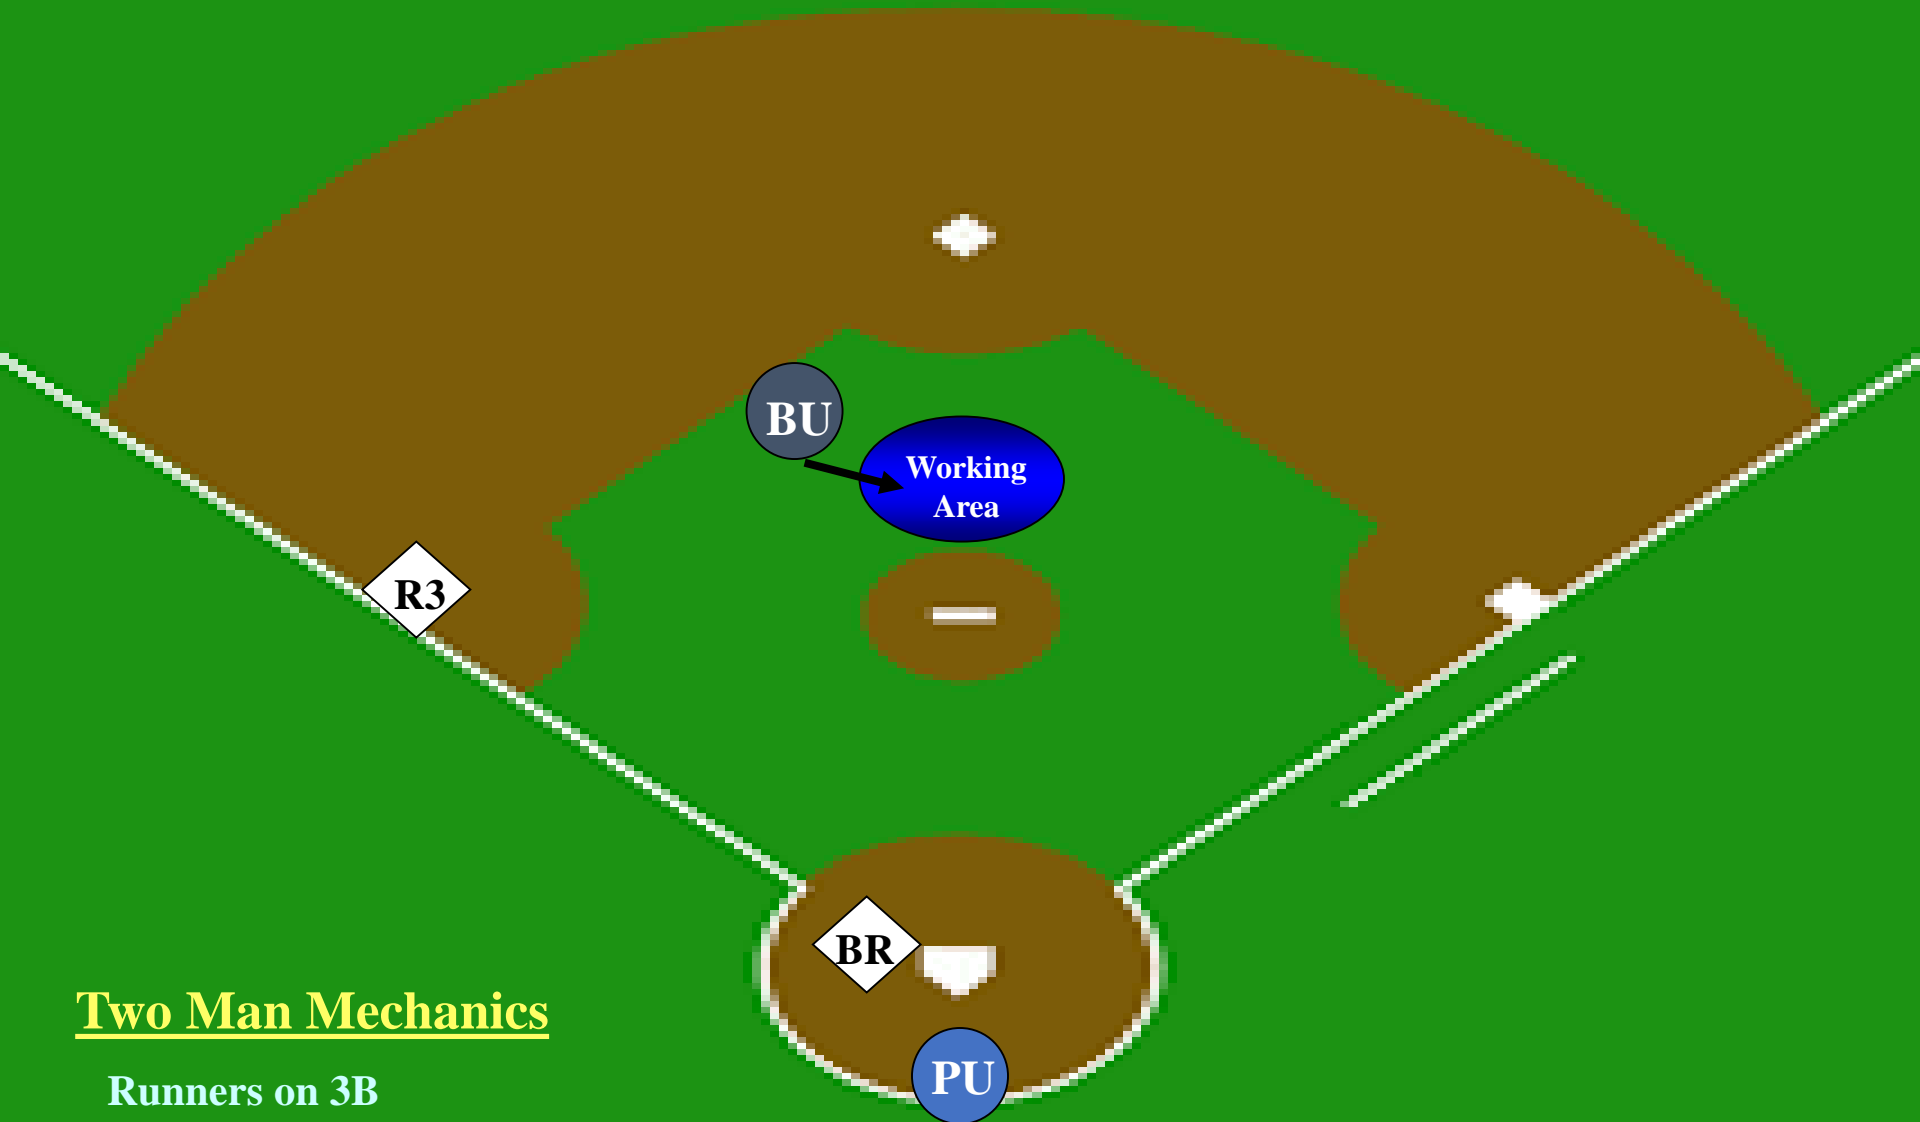 BU
Working
Area
R3
BR
Two Man Mechanics
PU
Runners on 3B